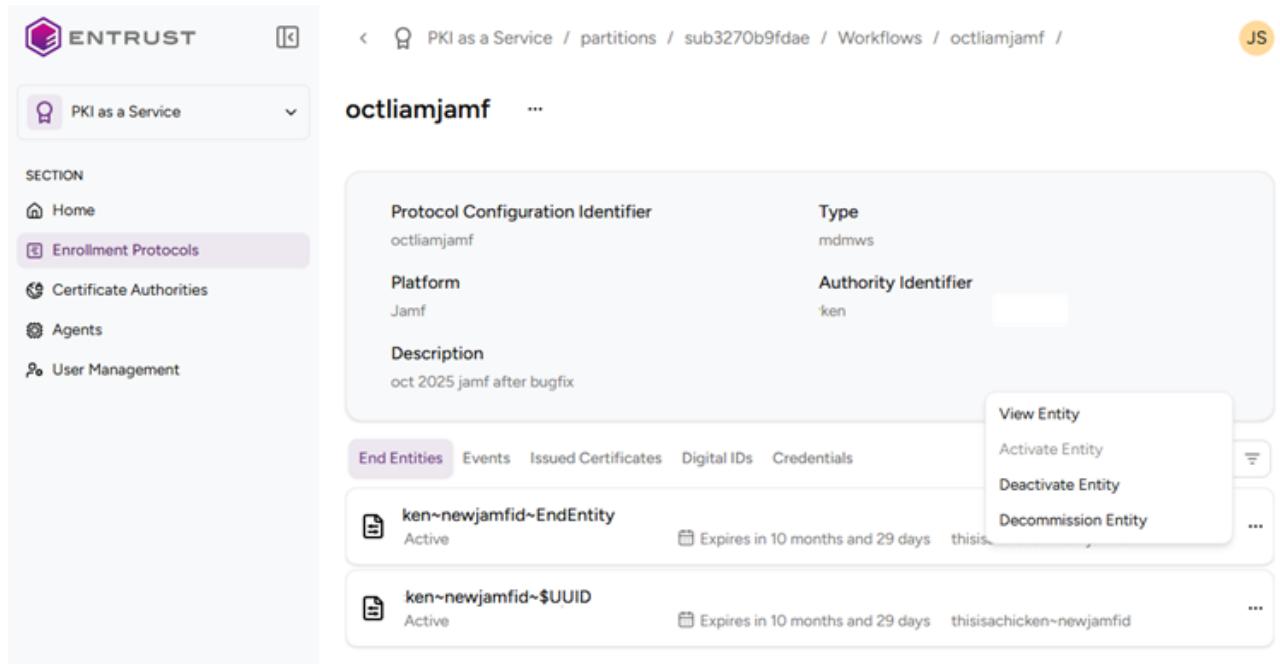 ENTRUST
PKI as a Service / partitions / sub3270b9fdae / Workflows / octliamjamf /
JS
PKI as a Service
octliamjamf ...
SECTION
Home
Enrollment Protocols
Certificate Authorities
Agents
User Management
Protocol Configuration Identifier
octliamjamf
Type
mdmws
Platform
Jamf
Authority Identifier
ken
Description
oct 2025 jamf after bugfix
View Entity
Activate Entity
Deactivate Entity
Decommission Entity
End Entities Events Issued Certificates Digital IDs Credentials
ken~newjamfid~EndEntity
Active Expires in 10 months and 29 days
ken~newjamfid~$UUID
Active Expires in 10 months and 29 days thisisachicken~newjamfid